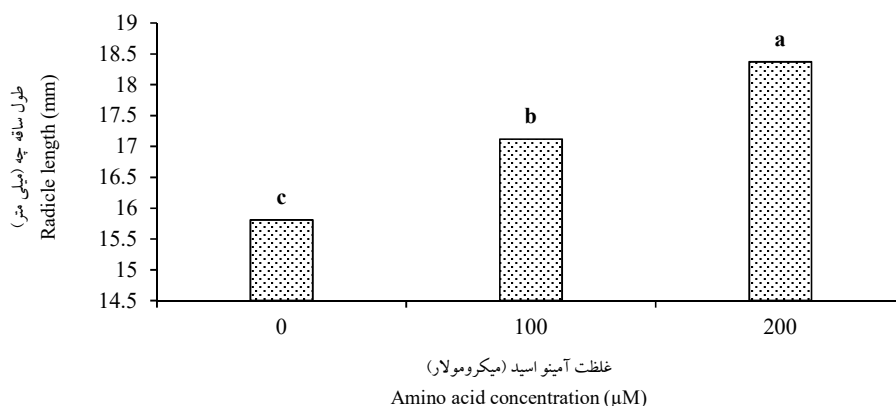 19
18.5
18
17.5
17
16.5
16
15.5
15
14.5
طول ساقه چه (میلی متر)
Radicle length (mm)
c
b
a
0
100
200
غلظت آمینو اسید (میکرومولار)
Amino acid concentration (µM)